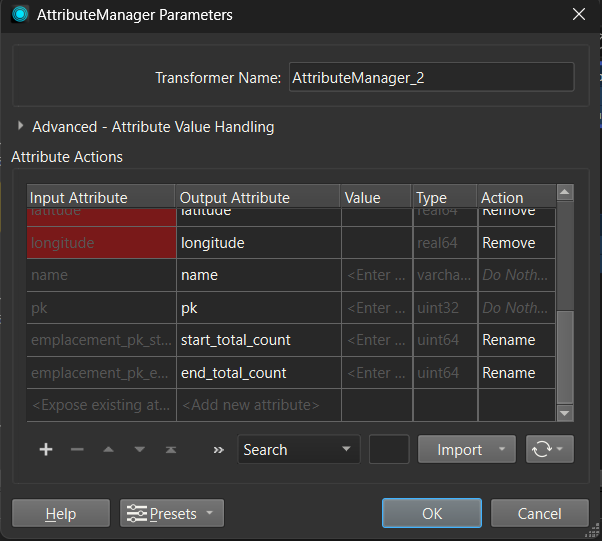 AttributeManager Parameters
Transformer Name: AttributeManager_2
Advanced - Attribute Value Handling
Attribute Actions
Input Attribute Output Attribute Value Type Action
latitude latitude real64 Remove
longitude longitude real64 Remove
name name <Enter ... varcha... Do Noth...
pk pk <Enter ... uint32 Do Noth...
emplacement_pk_st... start_total_count <Enter ... uint64 Rename
emplacement_pk_e... end_total_count <Enter ... uint64 Rename
<Expose existing at... <Add new attribute>
Search Import
Help Presets OK Cancel